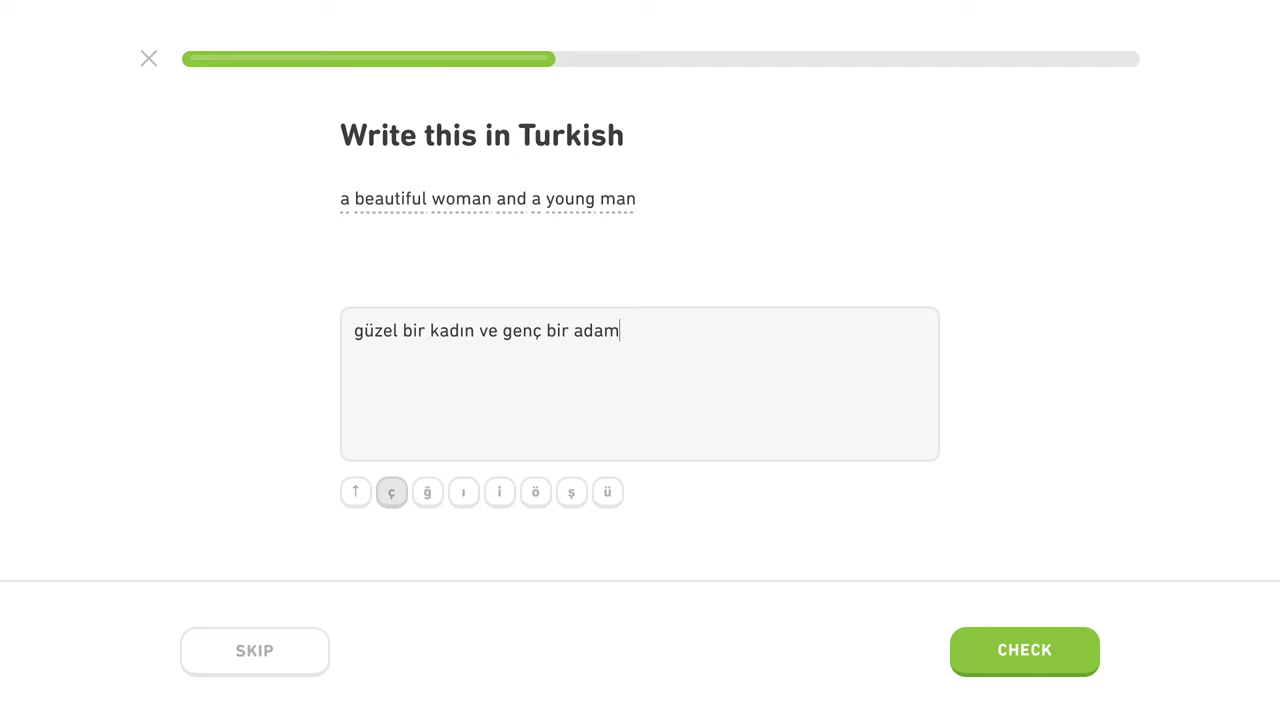 Write this in Turkish
a beautiful woman and a young man
güzel bir kadın ve genç bir adam
↑ ç ğ ı i ö ş ü
SKIP
CHECK